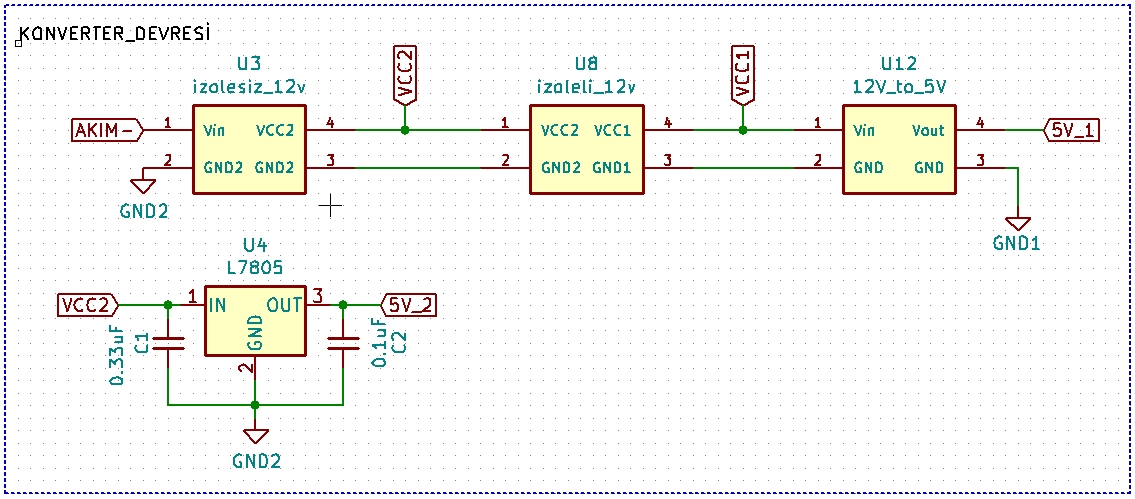 KONVERTER_DEVRESİ
U3
izolesiz_12v
AKIM-
1
Vin
VCC2
4
2
GND2
GND2
3
GND2
VCC2
U8
izoleli_12v
1
VCC2
VCC1
4
2
GND2
GND1
3
VCC1
U12
12V_to_5V
1
Vin
Vout
4
5V_1
2
GND
GND
3
GND1
U4
L7805
VCC2
1
IN
OUT
3
5V_2
GND
2
0.33uF
C1
0.1uF
C2
GND2